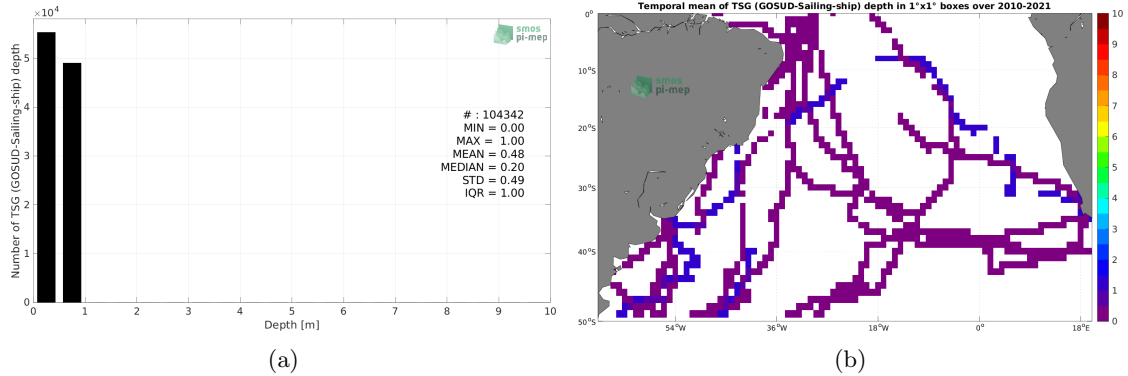 ×10⁴
smos
pi-mep
Number of TSG (GOSUD-Sailing-ship) depth
5
4
3
2
1
0
# : 104342
MIN = 0.00
MAX = 1.00
MEAN = 0.48
MEDIAN = 0.20
STD = 0.49
IQR = 1.00
0 1 2 3 4 5 6 7 8 9 10
Depth [m]
(a)
Temporal mean of TSG (GOSUD-Sailing-ship) depth in 1°x1° boxes over 2010-2021
smos
pi-mep
0°
10°S
20°S
30°S
40°S
50°S
54°W 36°W 18°W 0° 18°E
10
9
8
7
6
5
4
3
2
1
0
(b)